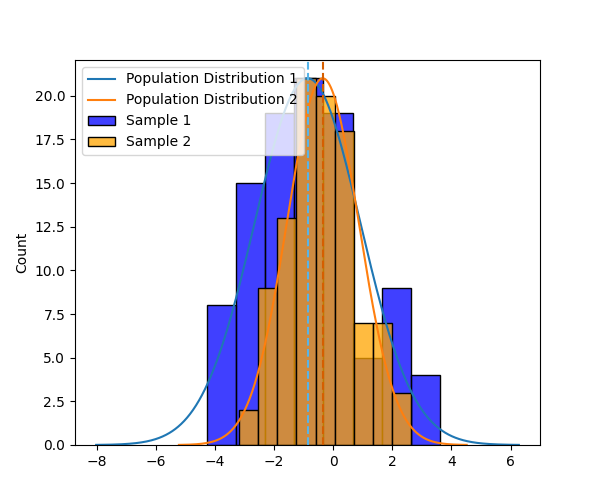 Population Distribution 1
Population Distribution 2
Sample 1
Sample 2
Count
20.0
17.5
15.0
12.5
10.0
7.5
5.0
2.5
0.0
−8 −6 −4 −2 0 2 4 6